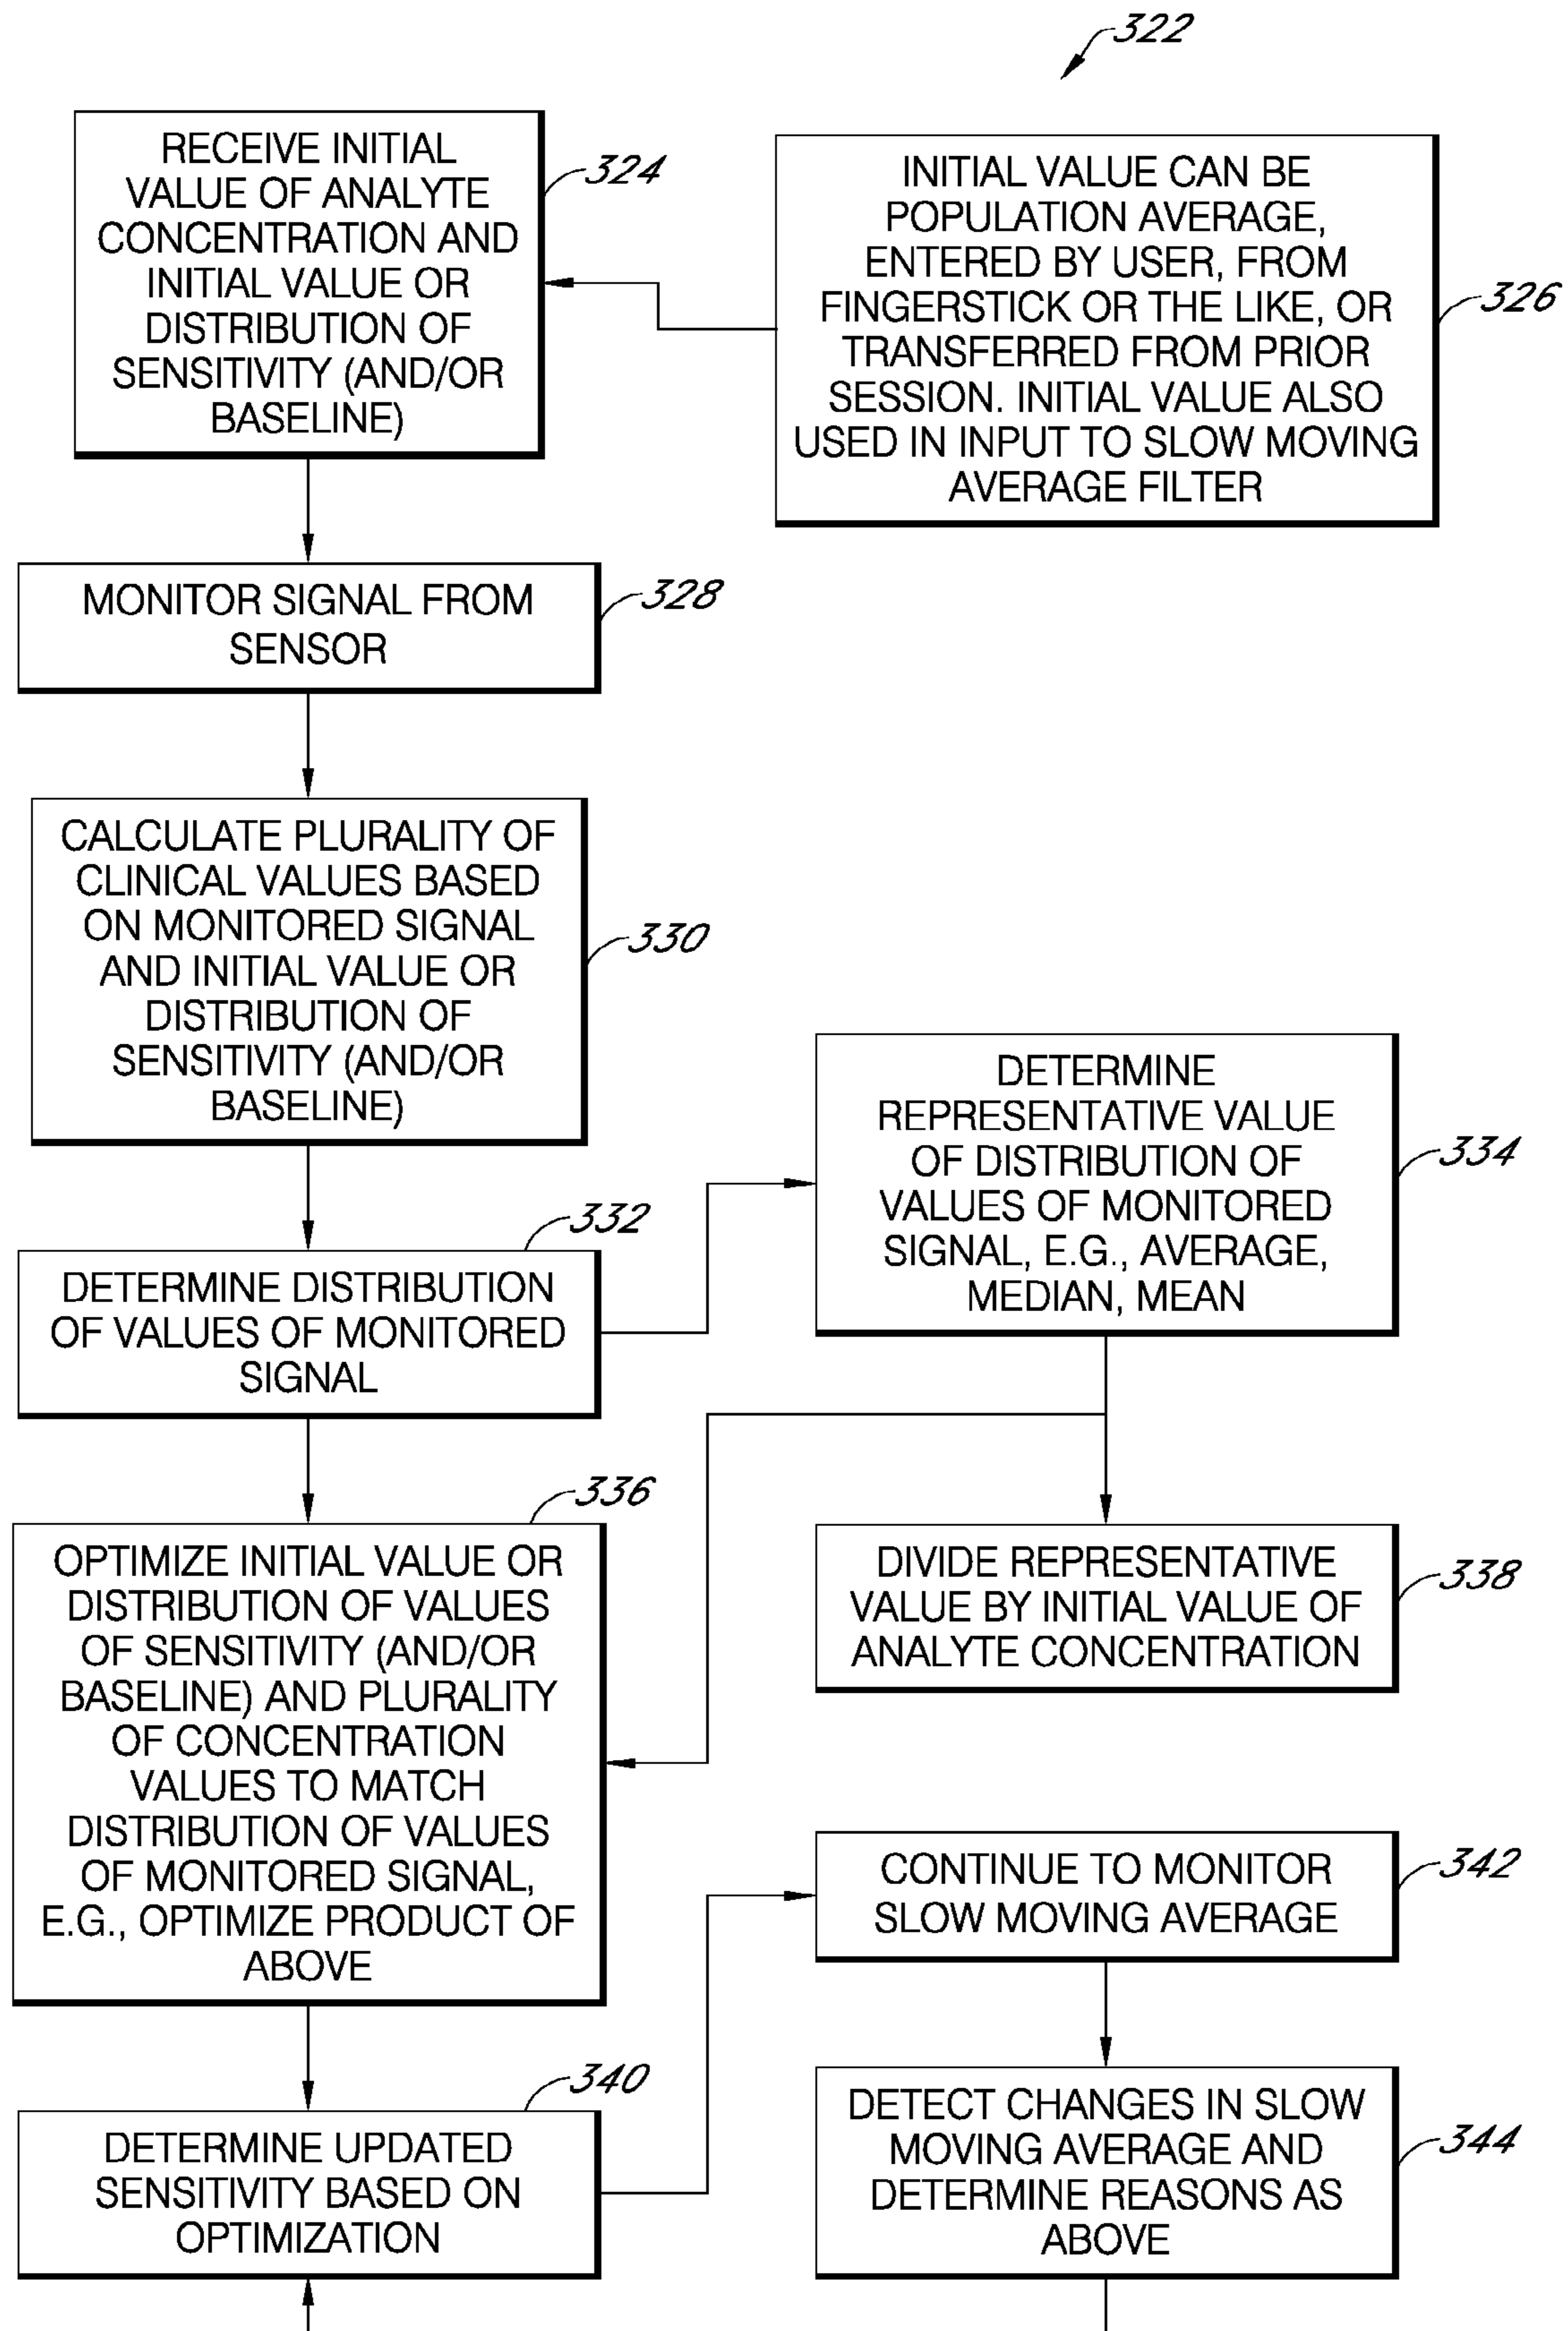 322
RECEIVE INITIAL
VALUE OF ANALYTE
CONCENTRATION AND
INITIAL VALUE OR
DISTRIBUTION OF
SENSITIVITY (AND/OR
BASELINE)
324
INITIAL VALUE CAN BE
POPULATION AVERAGE,
ENTERED BY USER, FROM
FINGERSTICK OR THE LIKE, OR
TRANSFERRED FROM PRIOR
SESSION. INITIAL VALUE ALSO
USED IN INPUT TO SLOW MOVING
AVERAGE FILTER
326
MONITOR SIGNAL FROM
SENSOR
328
CALCULATE PLURALITY OF
CLINICAL VALUES BASED
ON MONITORED SIGNAL
AND INITIAL VALUE OR
DISTRIBUTION OF
SENSITIVITY (AND/OR
BASELINE)
330
DETERMINE DISTRIBUTION
OF VALUES OF MONITORED
SIGNAL
332
DETERMINE
REPRESENTATIVE VALUE
OF DISTRIBUTION OF
VALUES OF MONITORED
SIGNAL, E.G., AVERAGE,
MEDIAN, MEAN
334
OPTIMIZE INITIAL VALUE OR
DISTRIBUTION OF VALUES
OF SENSITIVITY (AND/OR
BASELINE) AND PLURALITY
OF CONCENTRATION
VALUES TO MATCH
DISTRIBUTION OF VALUES
OF MONITORED SIGNAL,
E.G., OPTIMIZE PRODUCT OF
ABOVE
336
DIVIDE REPRESENTATIVE
VALUE BY INITIAL VALUE OF
ANALYTE CONCENTRATION
338
DETERMINE UPDATED
SENSITIVITY BASED ON
OPTIMIZATION
340
CONTINUE TO MONITOR
SLOW MOVING AVERAGE
342
DETECT CHANGES IN SLOW
MOVING AVERAGE AND
DETERMINE REASONS AS
ABOVE
344